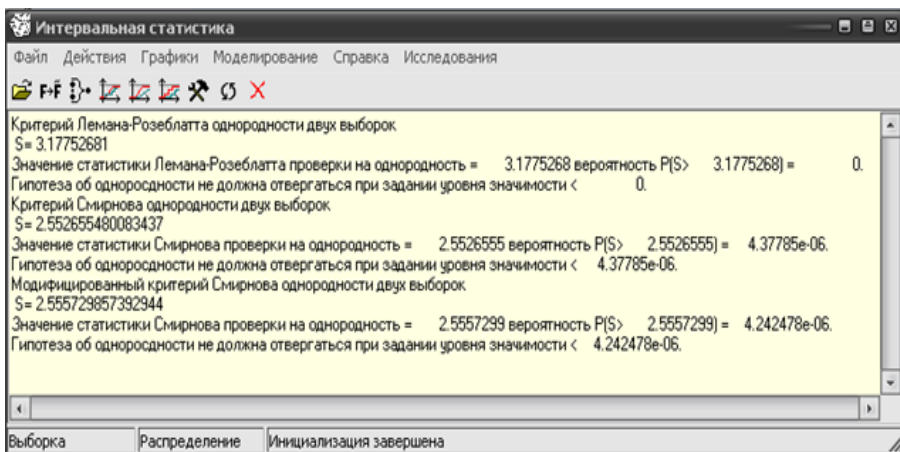 Интервальная статистика
Файл Действия Графики Моделирование Справка Исследования
F→F̂
Критерий Лемана-Розеблатта однородности двух выборок
S= 3.17752681
Значение статистики Лемана-Розеблатта проверки на однородность = 3.1775268 вероятность P(S> 3.1775268) = 0.
Гипотеза об однородсности не должна отвергаться при задании уровня значимости < 0.
Критерий Смирнова однородности двух выборок
S= 2.552655480083437
Значение статистики Смирнова проверки на однородность = 2.5526555 вероятность P(S> 2.5526555) = 4.37785e-06.
Гипотеза об однородсности не должна отвергаться при задании уровня значимости < 4.37785e-06.
Модифицированный критерий Смирнова однородности двух выборок
S= 2.555729857392944
Значение статистики Смирнова проверки на однородность = 2.5557299 вероятность P(S> 2.5557299) = 4.242478e-06.
Гипотеза об однородсности не должна отвергаться при задании уровня значимости < 4.242478e-06.
Выборка Распределение Инициализация завершена